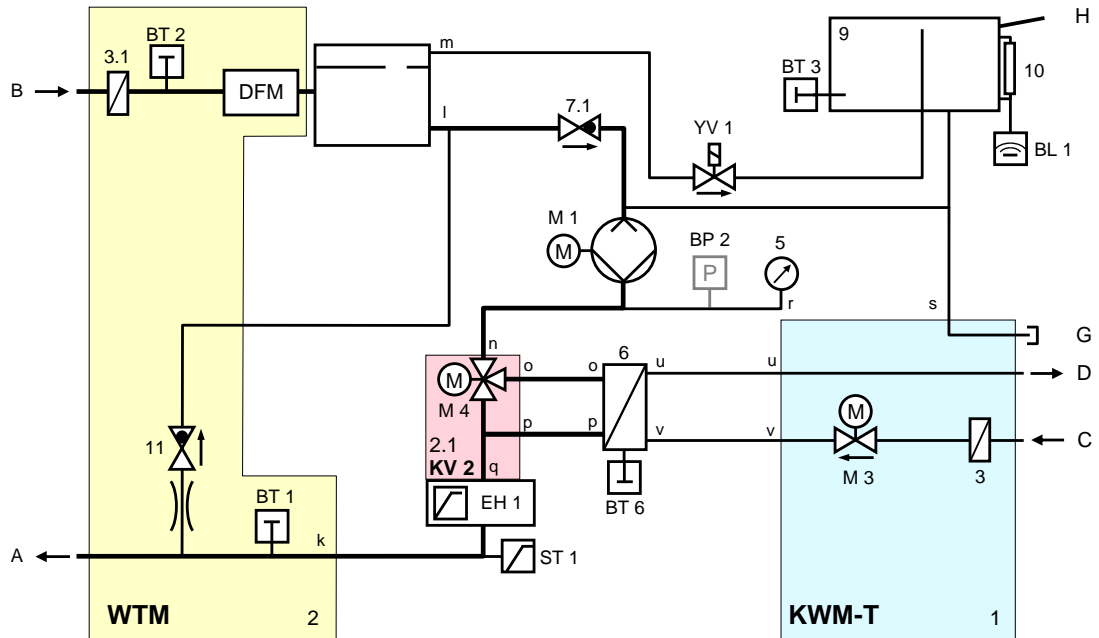 H
m
9
BT 2
3.1
10
BT 3
B
DFM
l
7.1
YV 1
BL 1
M 1
M
BP 2
5
P
r
s
G
n
6
o
o
u
u
D
M
M 4
M
2.1
p
p
v
v
C
11
KV 2
q
M 3
3
BT 1
EH 1
BT 6
k
A
ST 1
WTM
2
KWM-T
1